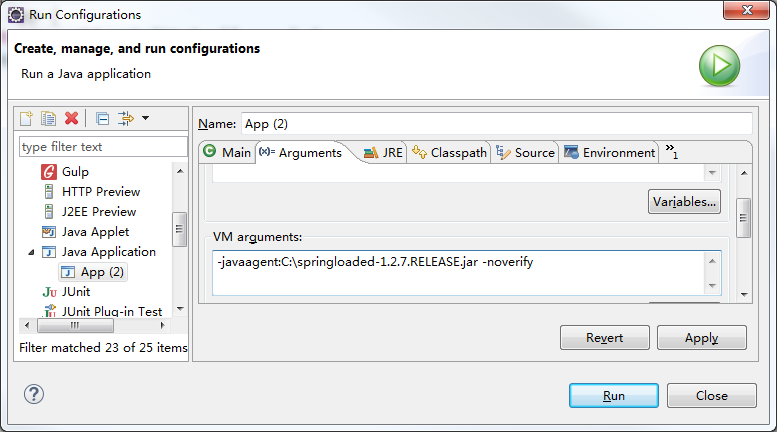 Run Configurations
Create, manage, and run configurations
Run a Java application
type filter text
Gulp
HTTP Preview
J2EE Preview
Java Applet
Java Application
App (2)
JUnit
JUnit Plug-in Test
Filter matched 23 of 25 items
Name: App (2)
Main (x)= Arguments JRE Classpath Source Environment »1
Variables...
VM arguments:
-javaagent:C:\springloaded-1.2.7.RELEASE.jar -noverify
Revert Apply
? Run Close